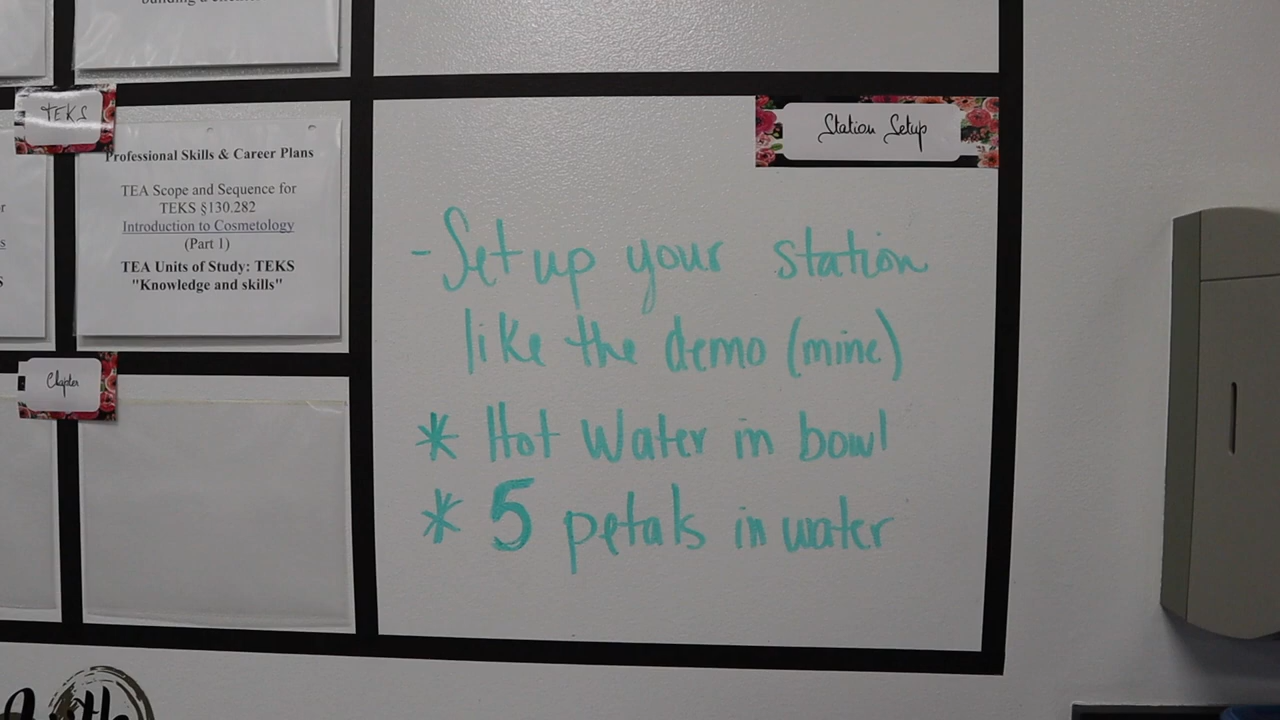 TEKS
Professional Skills & Career Plans
TEA Scope and Sequence for
TEKS §130.282
Introduction to Cosmetology
(Part 1)
TEA Units of Study: TEKS
"Knowledge and skills"
Chapter
Station Setup
- Set up your station
like the demo (mine)
* Hot Water in bowl
* 5 petals in water